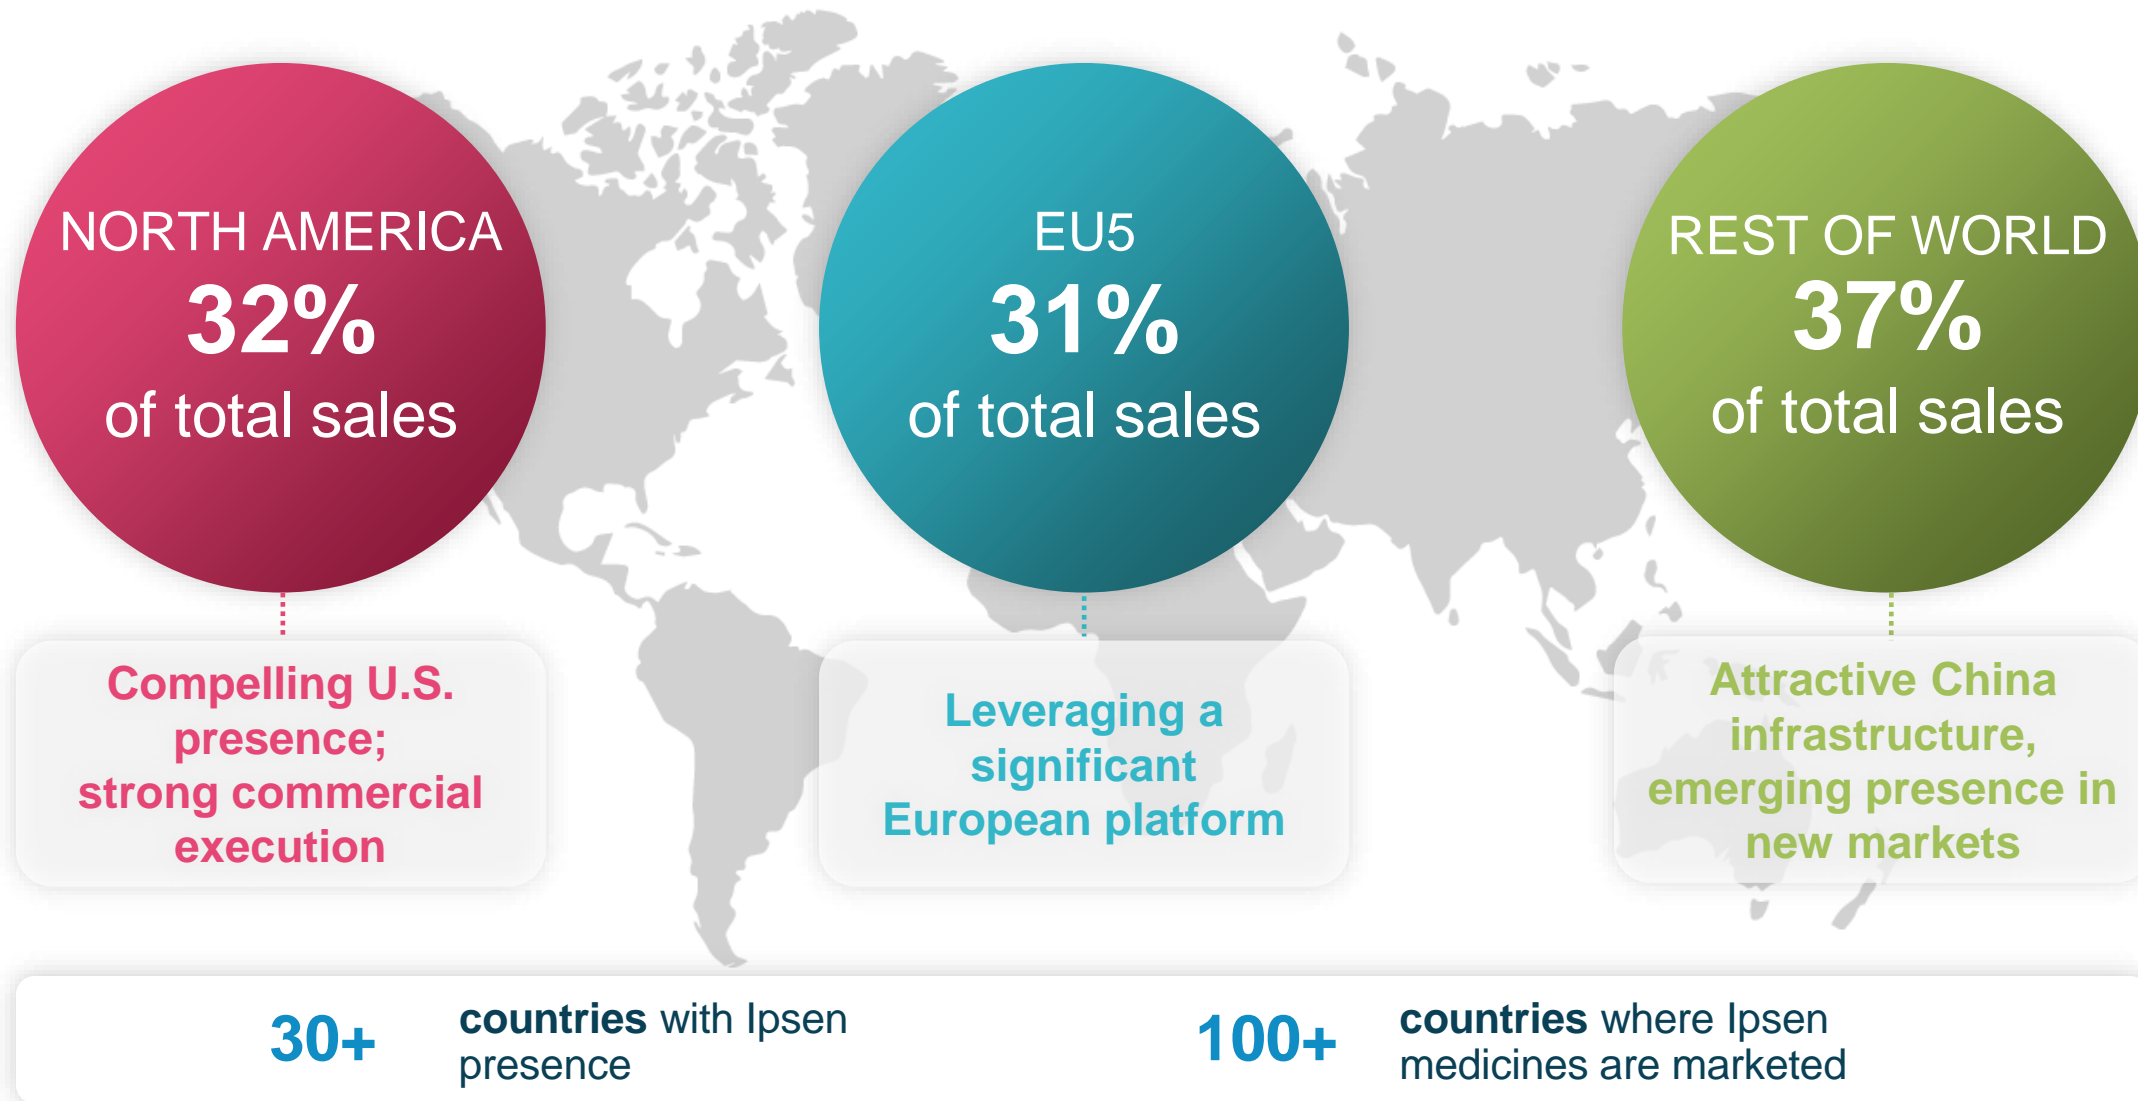 NORTH AMERICA
32%
of total sales
EU5
31%
of total sales
REST OF WORLD
37%
of total sales
Compelling U.S.
presence;
strong commercial
execution
Leveraging a
significant
European platform
Attractive China
infrastructure,
emerging presence in
new markets
30+
countries with Ipsen
presence
100+
countries where Ipsen
medicines are marketed